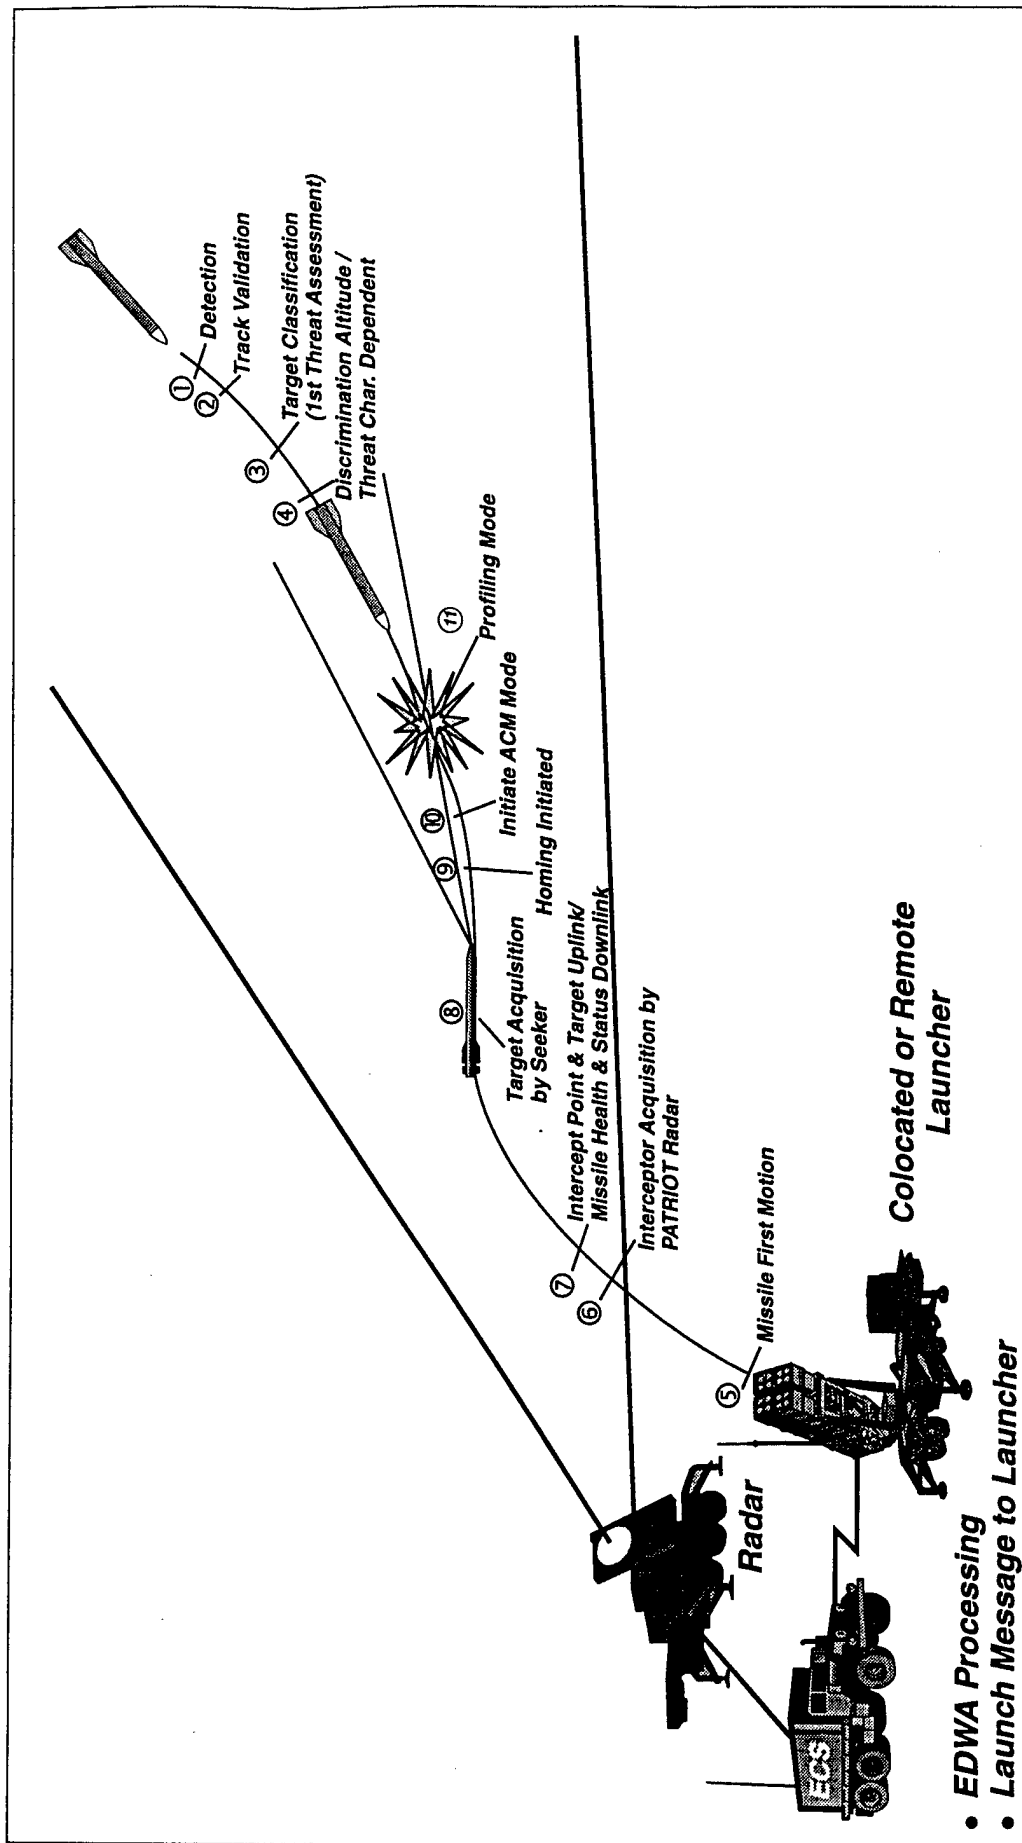 ① Detection
② Track Validation
③ Target Classification
(1st Threat Assessment)
④ Discrimination Altitude /
Threat Char. Dependent
⑪ Profiling Mode
⑩ Initiate ACM Mode
⑨ Homing Initiated
⑧ Target Acquisition
by Seeker
⑦ Intercept Point & Target Uplink/
Missile Health & Status Downlink
⑥ Interceptor Acquisition by
PATRIOT Radar
⑤ Missile First Motion
Radar
Colocated or Remote
Launcher
ECS
• EDWA Processing
• Launch Message to Launcher